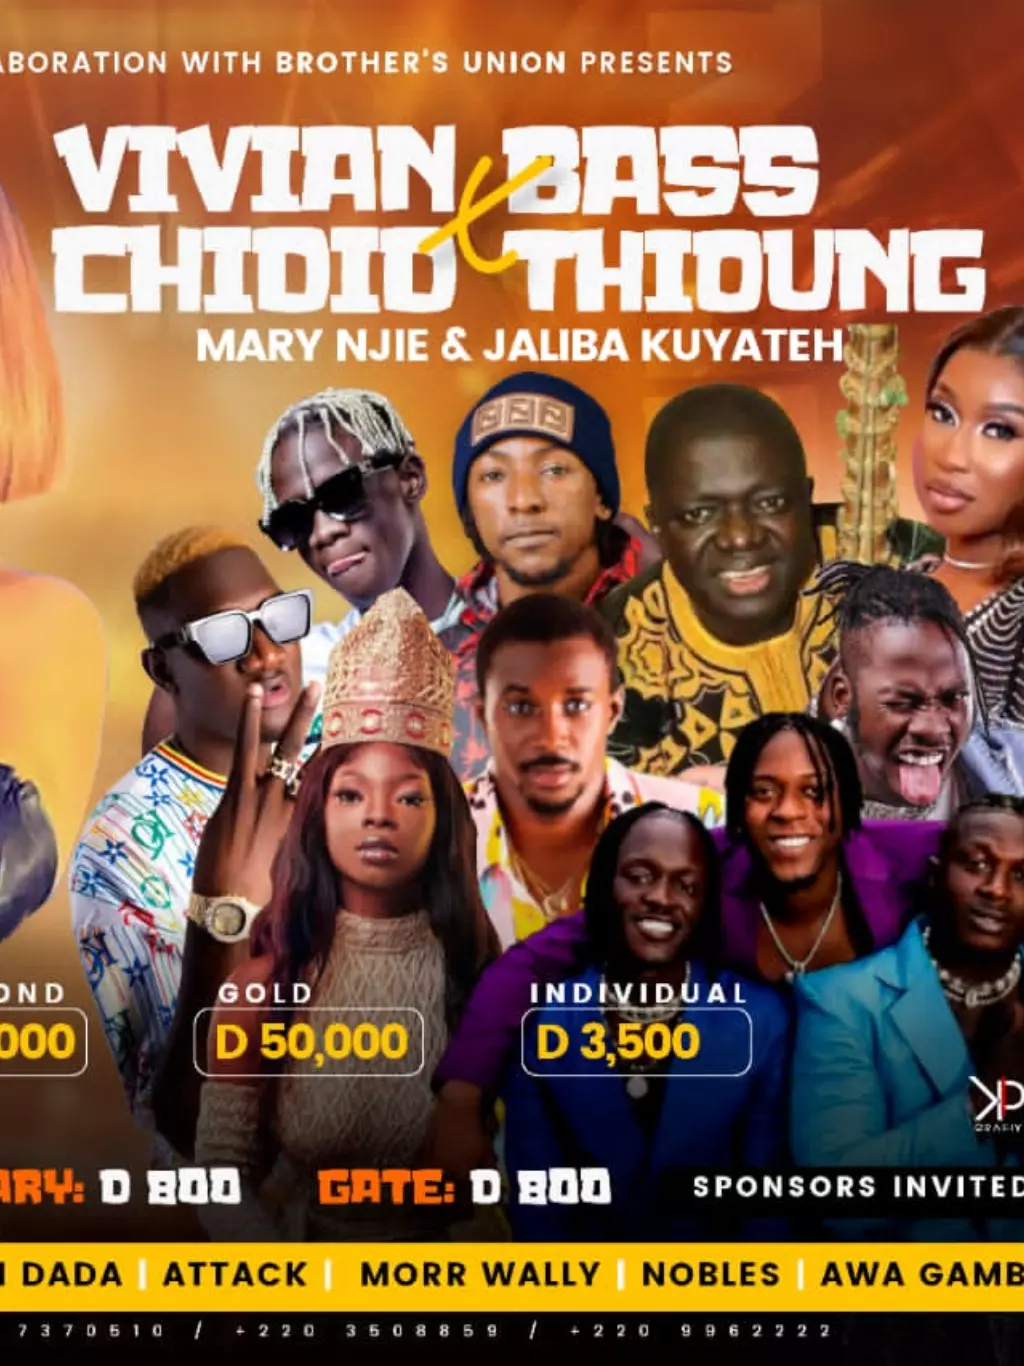 ABORATION WITH BROTHER'S UNION PRESENTS
VIVIAN X BASS
CHIDID THIOUNG
MARY NJIE & JALIBA KUYATEH
OND GOLD INDIVIDUAL
000 D 50,000 D 3,500
KP
GRAFIX
ARY: D 800 GATE: D 800 SPONSORS INVITED
I DADA | ATTACK | MORR WALLY | NOBLES | AWA GAMB
7370510 / +220 3508859 / +220 9962222